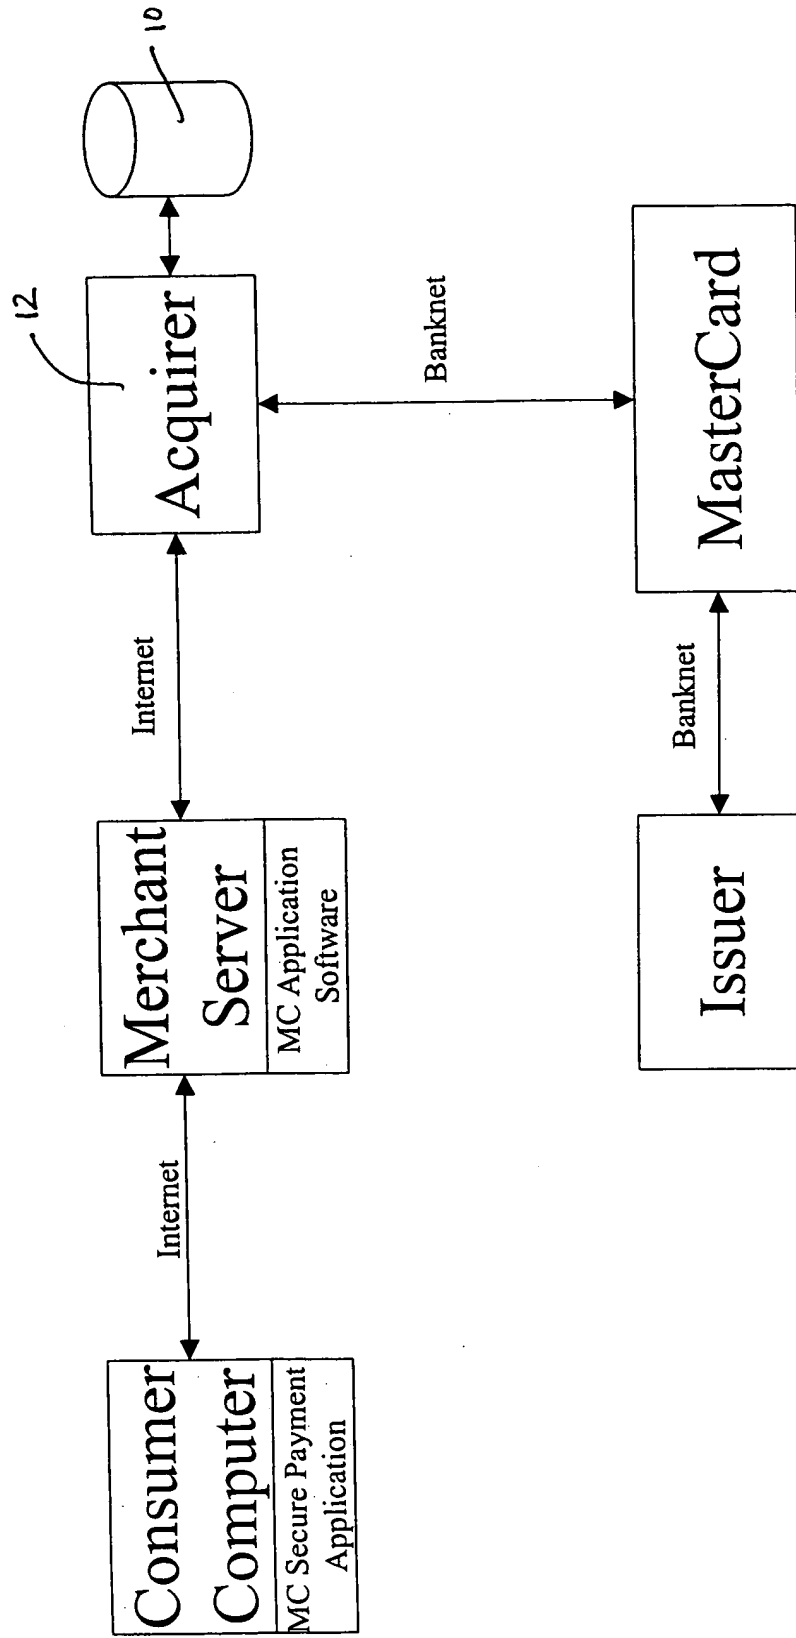 Consumer
Computer
MC Secure Payment
Application
Internet
Merchant
Server
MC Application
Software
Internet
12
Acquirer
10
Banknet
Issuer
Banknet
MasterCard